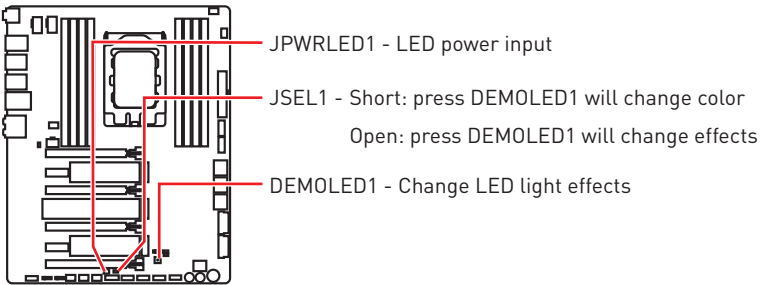 JPWRLED1 - LED power input
JSEL1 - Short: press DEMOLED1 will change color
Open: press DEMOLED1 will change effects
DEMOLED1 - Change LED light effects